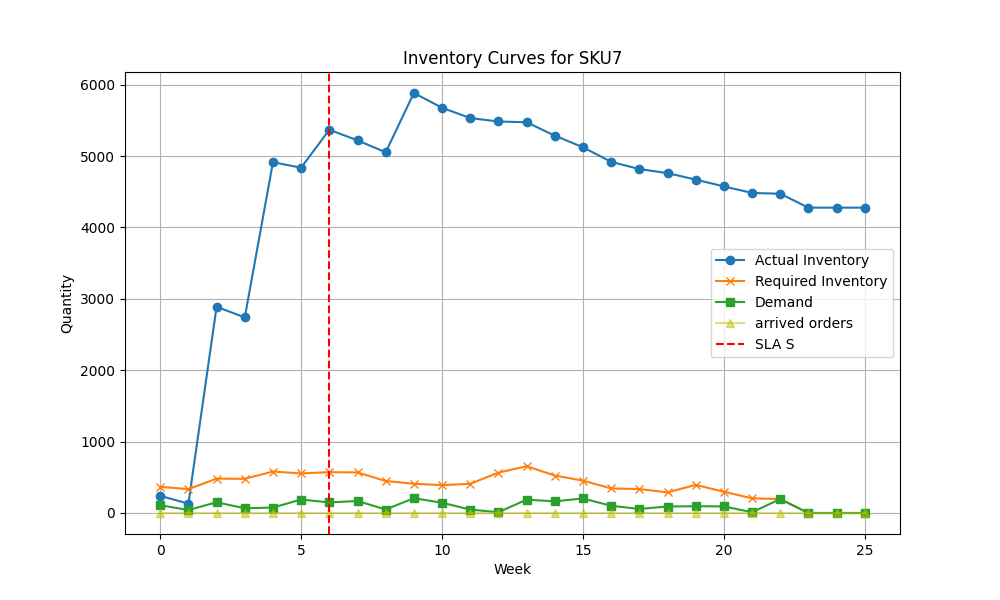 Inventory Curves for SKU7
6000
5000
4000
3000
2000
1000
0
Quantity
Actual Inventory
Required Inventory
Demand
arrived orders
SLA S
0 5 10 15 20 25
Week